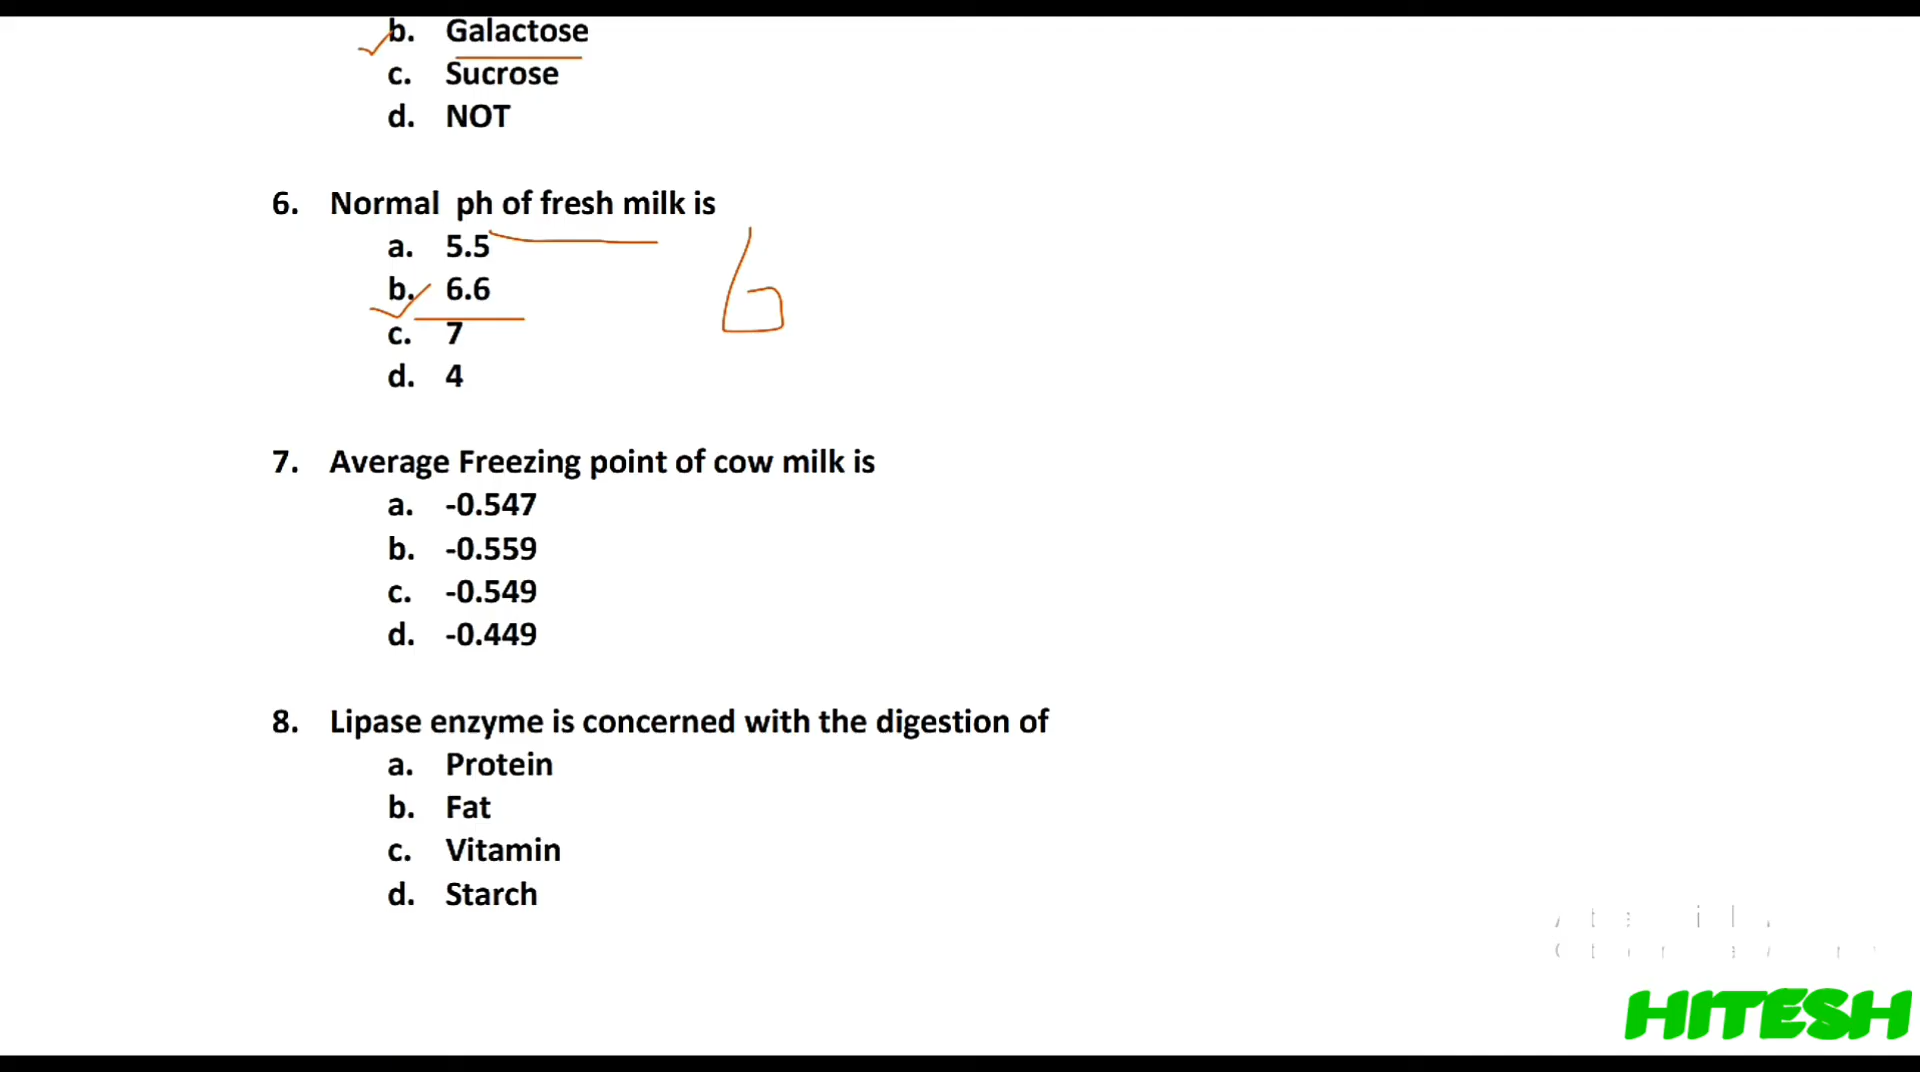 b. Galactose
c. Sucrose
d. NOT
6. Normal ph of fresh milk is
a. 5.5
b. 6.6
6
c. 7
d. 4
7. Average Freezing point of cow milk is
a. -0.547
b. -0.559
c. -0.549
d. -0.449
8. Lipase enzyme is concerned with the digestion of
a. Protein
b. Fat
c. Vitamin
d. Starch
HITESH